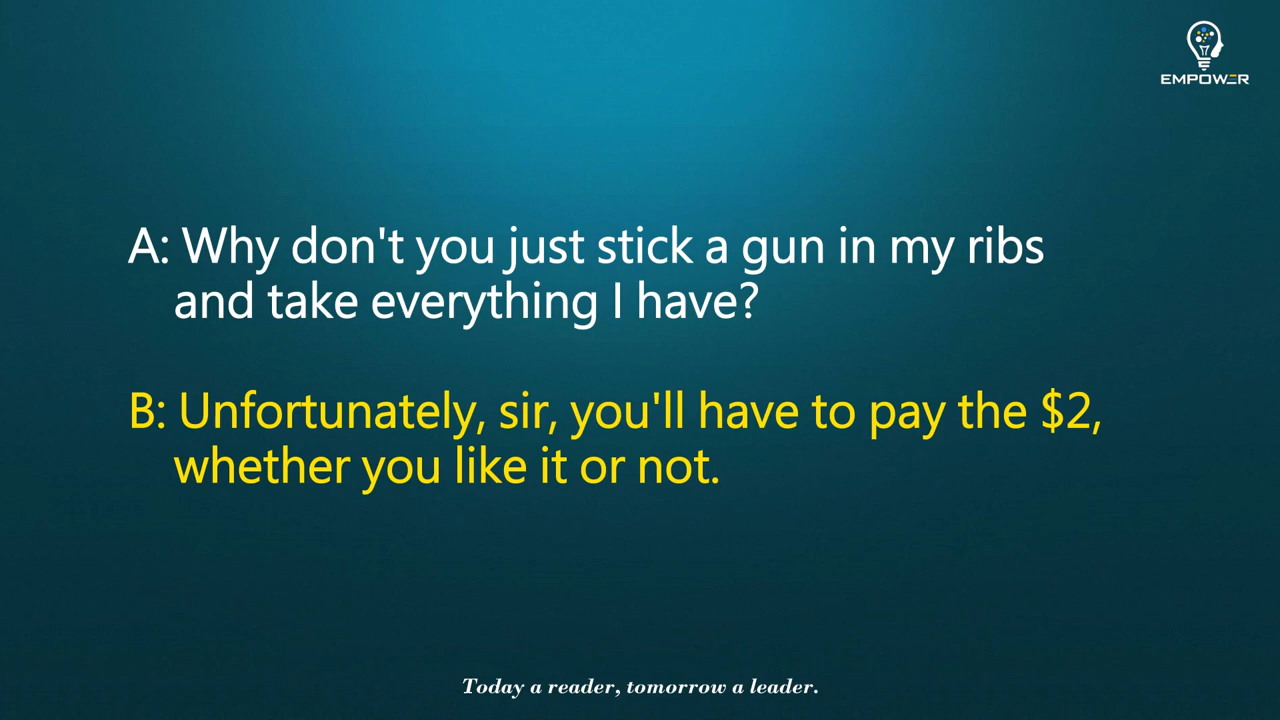 EMPOWER
A: Why don't you just stick a gun in my ribs
and take everything I have?
B: Unfortunately, sir, you'll have to pay the $2,
whether you like it or not.
Today a reader, tomorrow a leader.